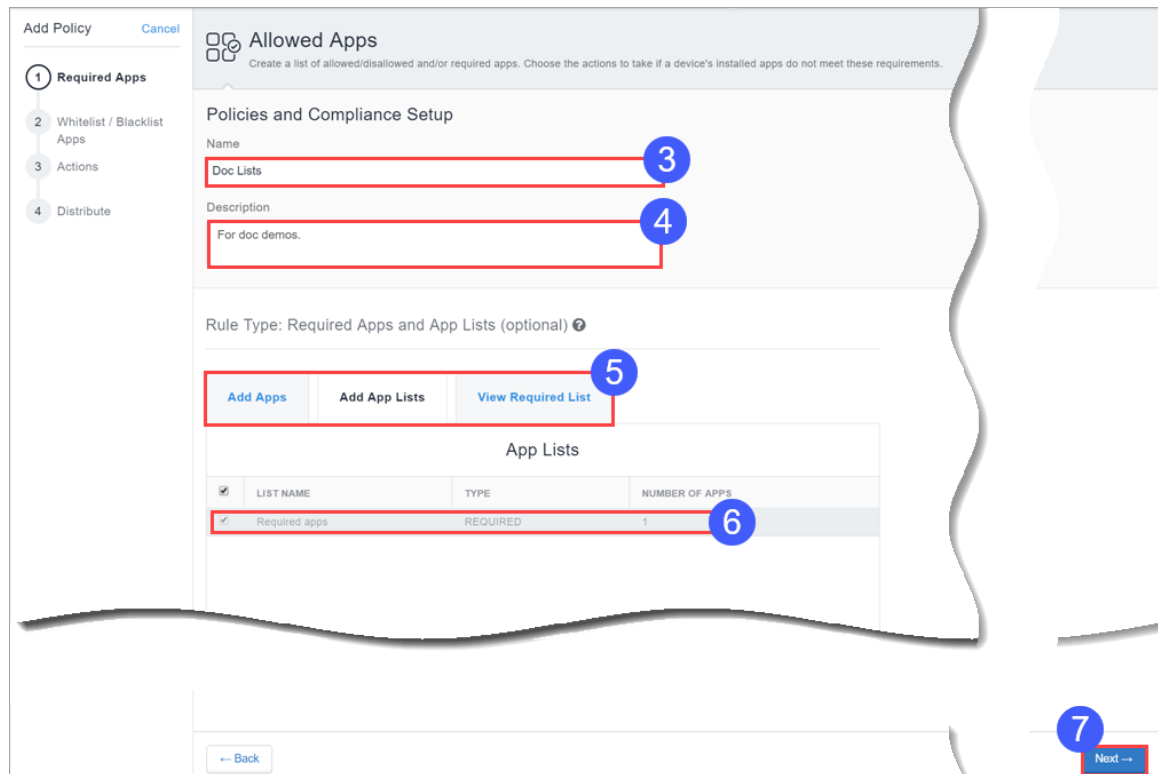 Add Policy
Cancel
1 Required Apps
2 Whitelist / Blacklist
Apps
3 Actions
4 Distribute
Allowed Apps
Create a list of allowed/disallowed and/or required apps. Choose the actions to take if a device's installed apps do not meet these requirements.
Policies and Compliance Setup
Name
Doc Lists
3
Description
For doc demos.
4
Rule Type: Required Apps and App Lists (optional) ?
5
Add Apps Add App Lists View Required List
App Lists
LIST NAME TYPE NUMBER OF APPS
Required apps REQUIRED 1
6
7
← Back
Next →